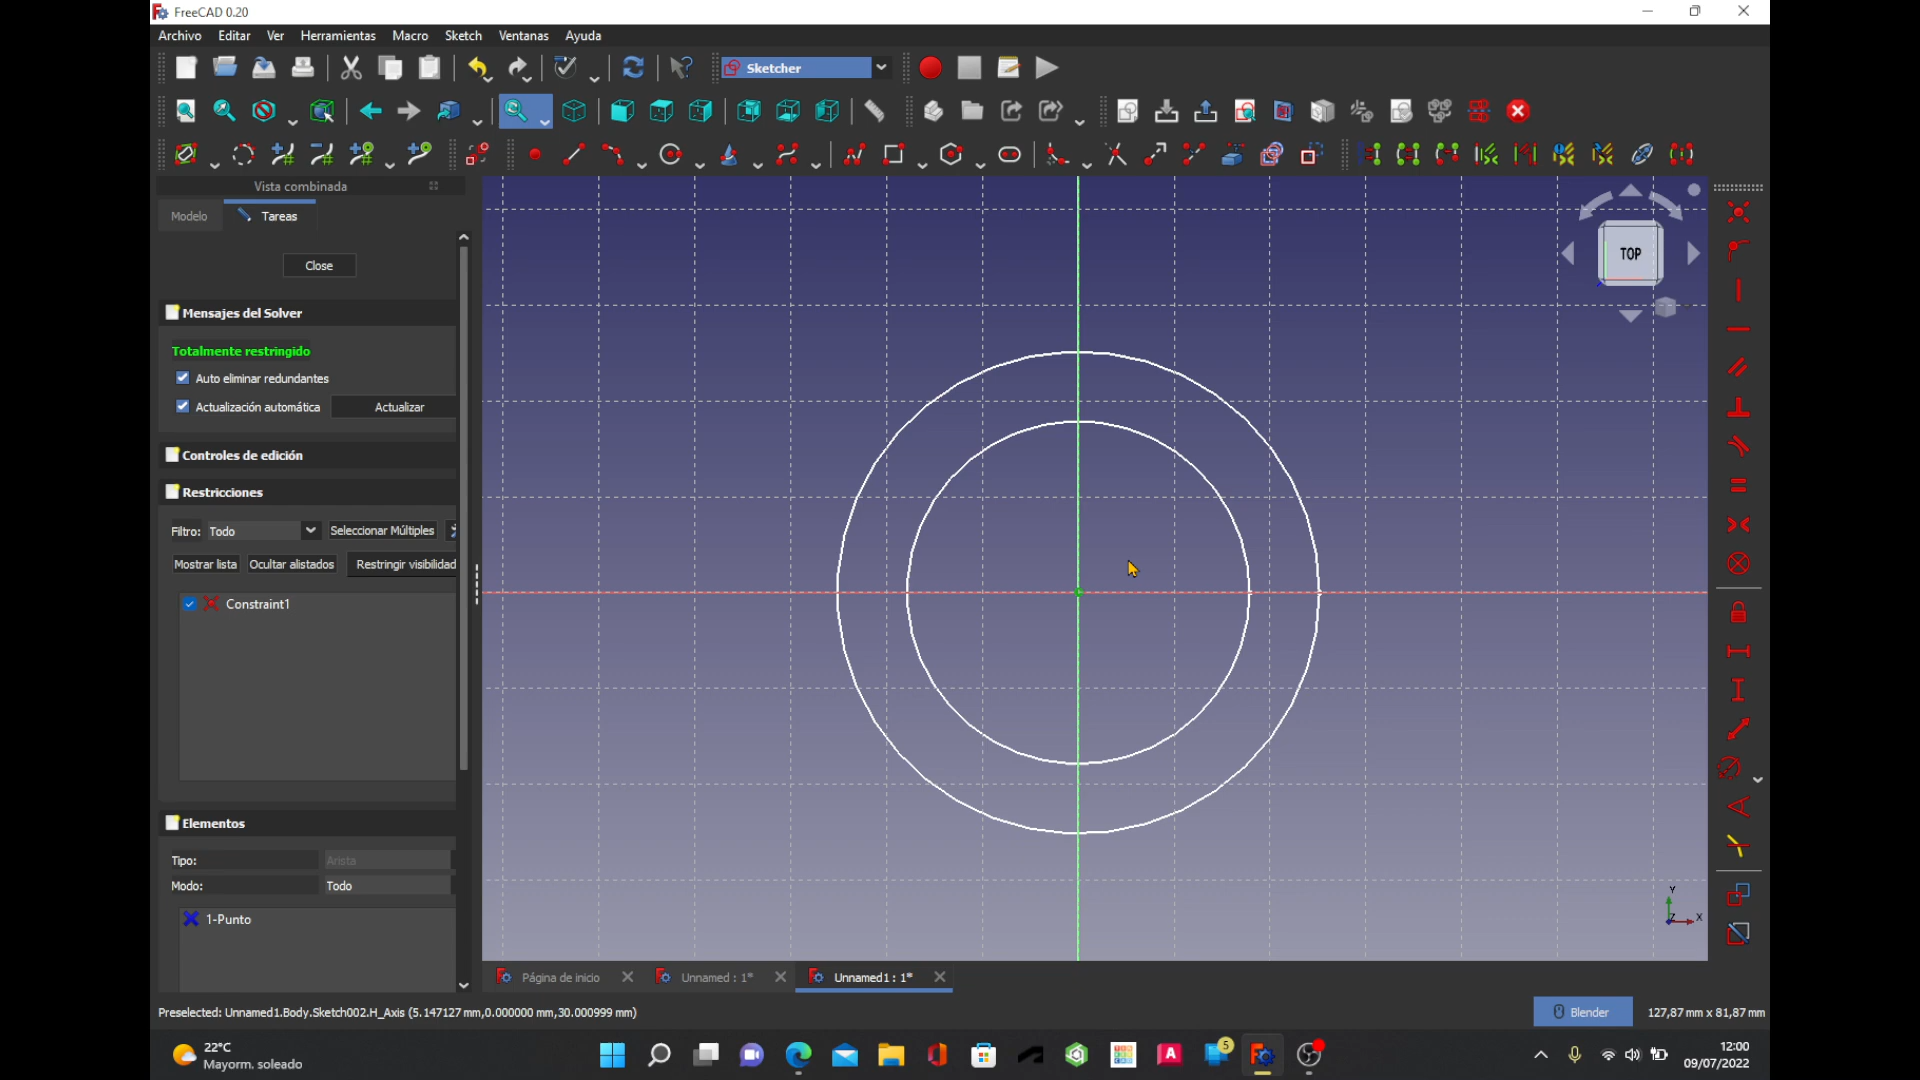 FreeCAD 0.20
Archivo Editar Ver Herramientas Macro Sketch Ventanas Ayuda
Sketcher
Vista combinada
Modelo Tareas
Close
Mensajes del Solver
Totalmente restringido
Auto eliminar redundantes
Actualización automática Actualizar
Controles de edición
Restricciones
Filtro: Todo Seleccionar Múltiples
Mostrar lista Ocultar alistados Restringir visibilidad
Constraint1
Elementos
Tipo: Arista
Modo: Todo
1-Punto
TOP
Y
Z X
Página de inicio Unnamed : 1* Unnamed1 : 1*
Preselected: Unnamed1.Body.Sketch002.H_Axis (5.147127 mm,0.000000 mm,30.000999 mm)
Blender 127,87 mm x 81,87 mm
22°C
Mayorm. soleado
A
5
12:00
09/07/2022